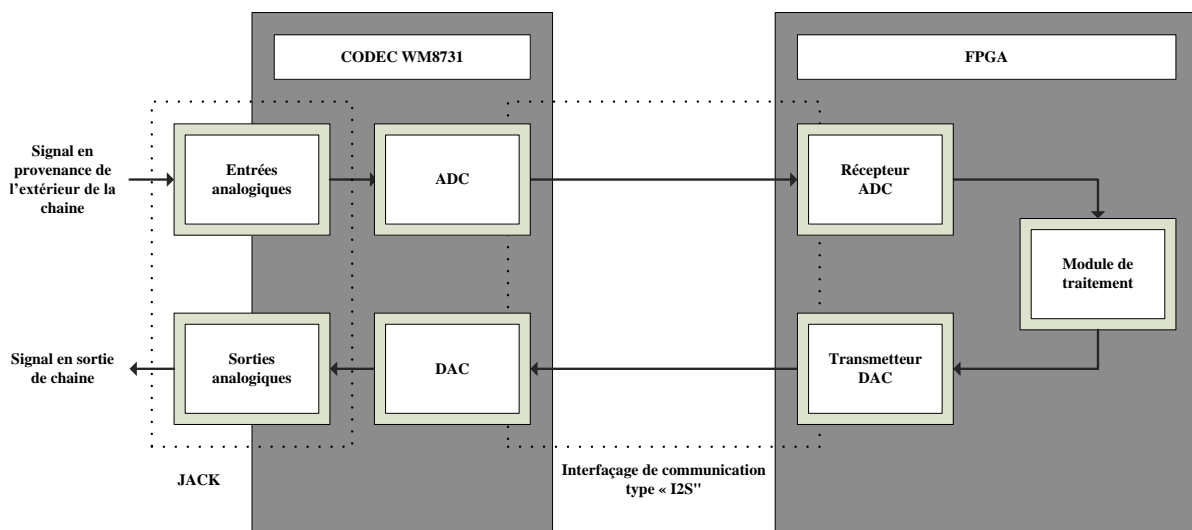 CODEC WM8731
FPGA
Signal en
provenance de
l'extérieur de la
chaine
Entrées
analogiques
ADC
Récepteur
ADC
Module de
traitement
Signal en sortie
de chaine
Sorties
analogiques
DAC
Transmetteur
DAC
JACK
Interfaçage de communication
type « I2S"